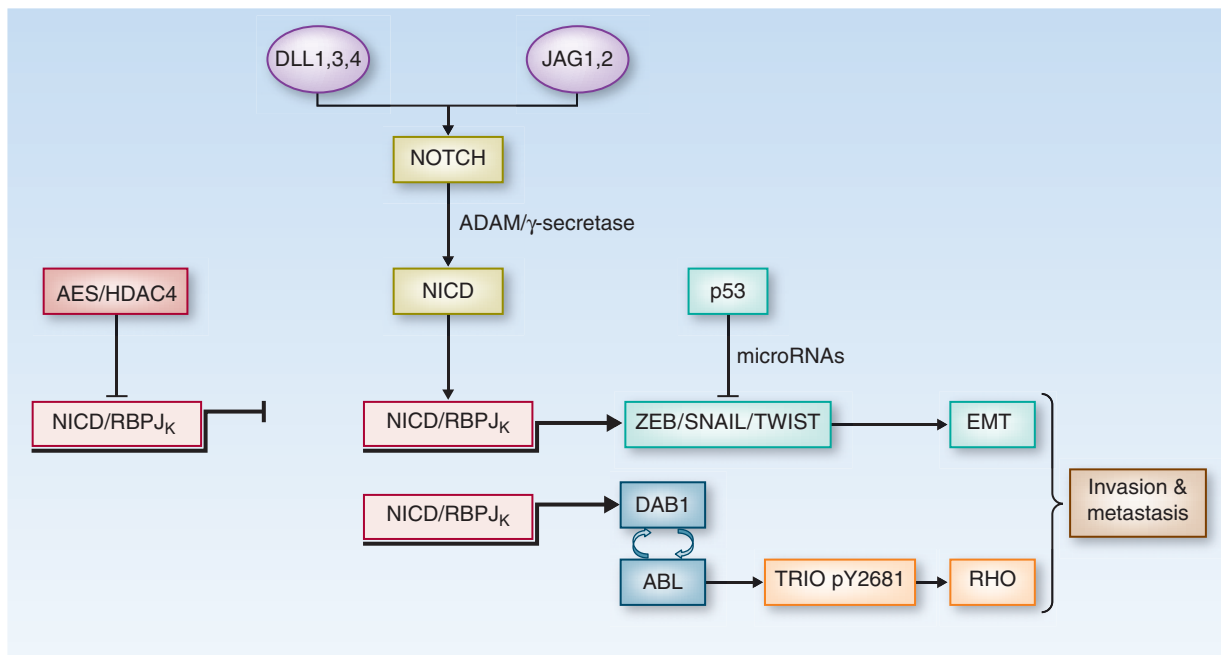 DLL1,3,4
JAG1,2
NOTCH
ADAM/γ-secretase
AES/HDAC4
NICD
p53
microRNAs
NICD/RBPJK
NICD/RBPJK
ZEB/SNAIL/TWIST
EMT
NICD/RBPJK
DAB1
Invasion &
metastasis
ABL
TRIO pY2681
RHO